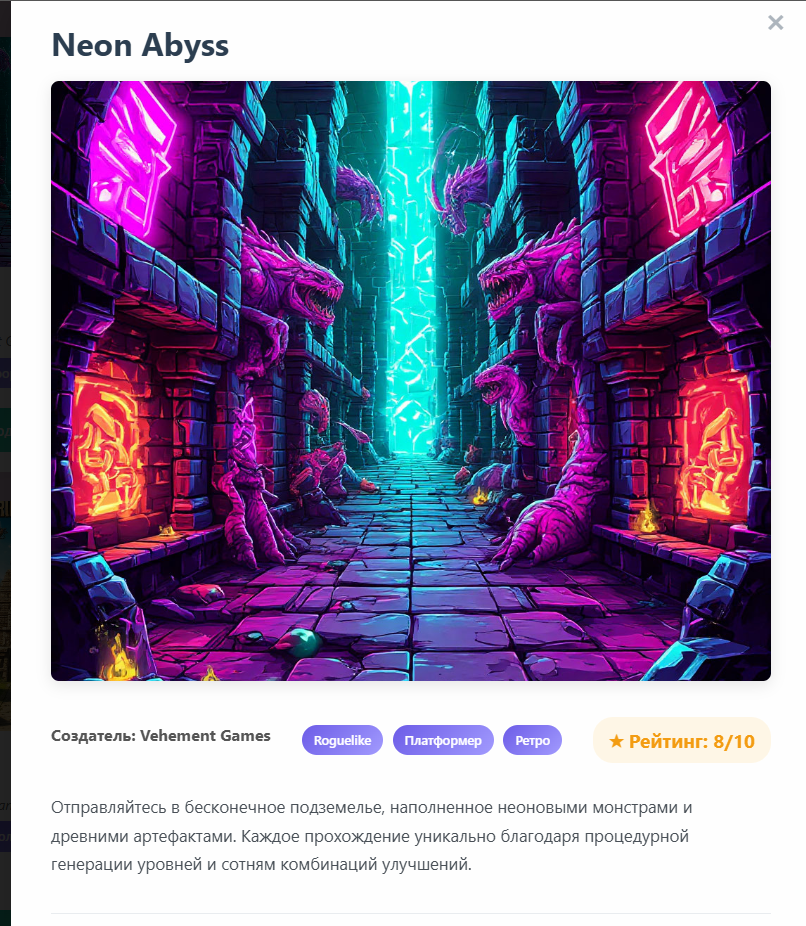 Neon Abyss
×
Создатель: Vehement Games
Roguelike
Платформер
Ретро
★ Рейтинг: 8/10
Отправляйтесь в бесконечное подземелье, наполненное неоновыми монстрами и
древними артефактами. Каждое прохождение уникально благодаря процедурной
генерации уровней и сотням комбинаций улучшений.